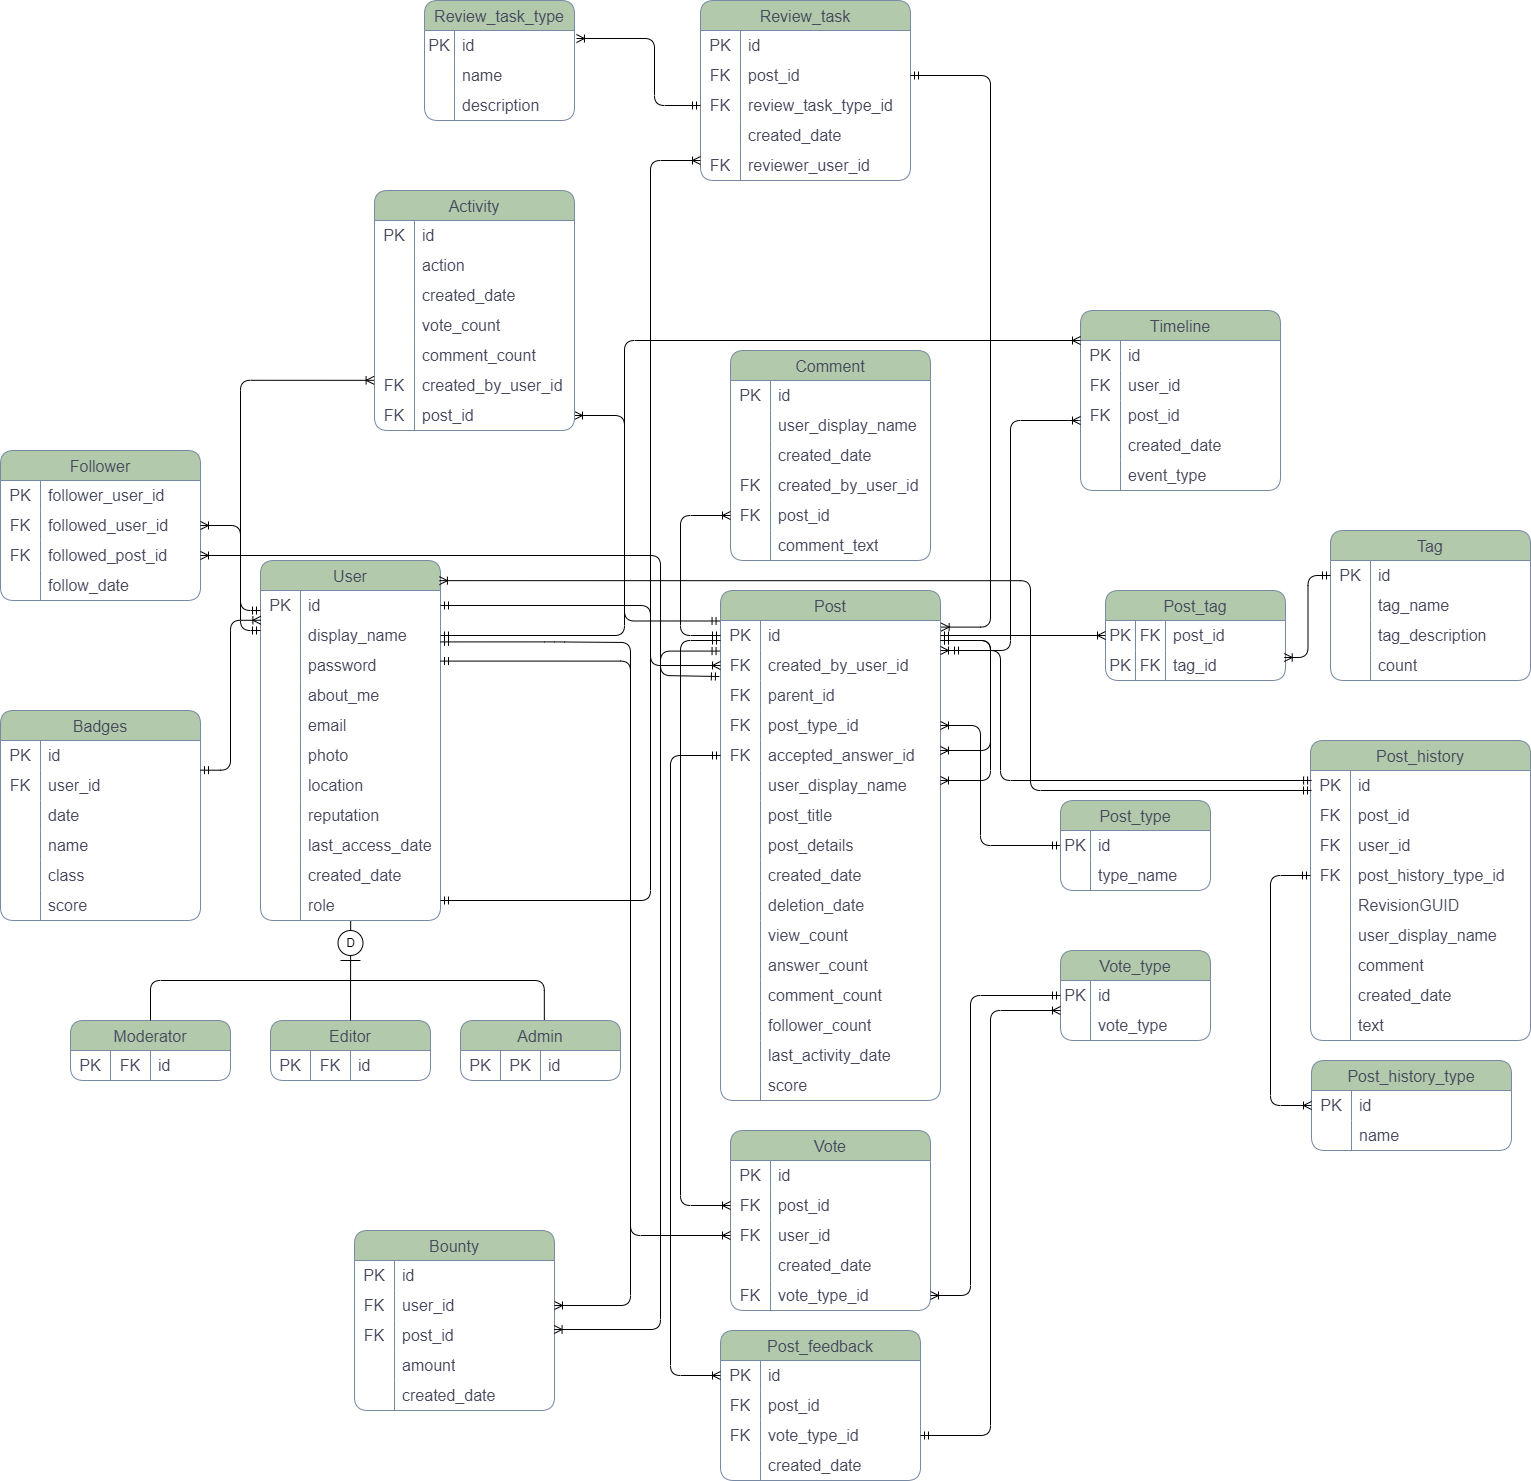 Review_task_type
PK id
name
description
Review_task
PK id
FK post_id
FK review_task_type_id
created_date
FK reviewer_user_id
Activity
PK id
action
created_date
vote_count
comment_count
FK created_by_user_id
FK post_id
Timeline
PK id
FK user_id
FK post_id
created_date
event_type
Comment
PK id
user_display_name
created_date
FK created_by_user_id
FK post_id
comment_text
Follower
PK follower_user_id
FK followed_user_id
FK followed_post_id
follow_date
User
PK id
display_name
password
about_me
email
photo
location
reputation
last_access_date
created_date
role
D
Badges
PK id
FK user_id
date
name
class
score
Moderator
PK FK id
Editor
PK FK id
Admin
PK PK id
Post
PK id
FK created_by_user_id
FK parent_id
FK post_type_id
FK accepted_answer_id
user_display_name
post_title
post_details
created_date
deletion_date
view_count
answer_count
comment_count
follower_count
last_activity_date
score
Post_tag
PK FK post_id
PK FK tag_id
Tag
PK id
tag_name
tag_description
count
Post_history
PK id
FK post_id
FK user_id
FK post_history_type_id
RevisionGUID
user_display_name
comment
created_date
text
Post_type
PK id
type_name
Vote_type
PK id
vote_type
Post_history_type
PK id
name
Vote
PK id
FK post_id
FK user_id
created_date
FK vote_type_id
Bounty
PK id
FK user_id
FK post_id
amount
created_date
Post_feedback
PK id
FK post_id
FK vote_type_id
created_date